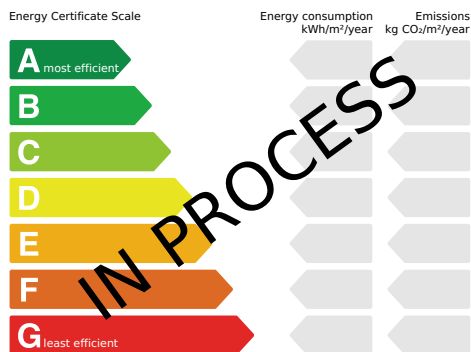 Energy Certificate Scale
Energy consumption
kWh/m²/year
Emissions
kg CO₂/m²/year
A most efficient
B
C
D
E
F
G least efficient
IN PROCESS